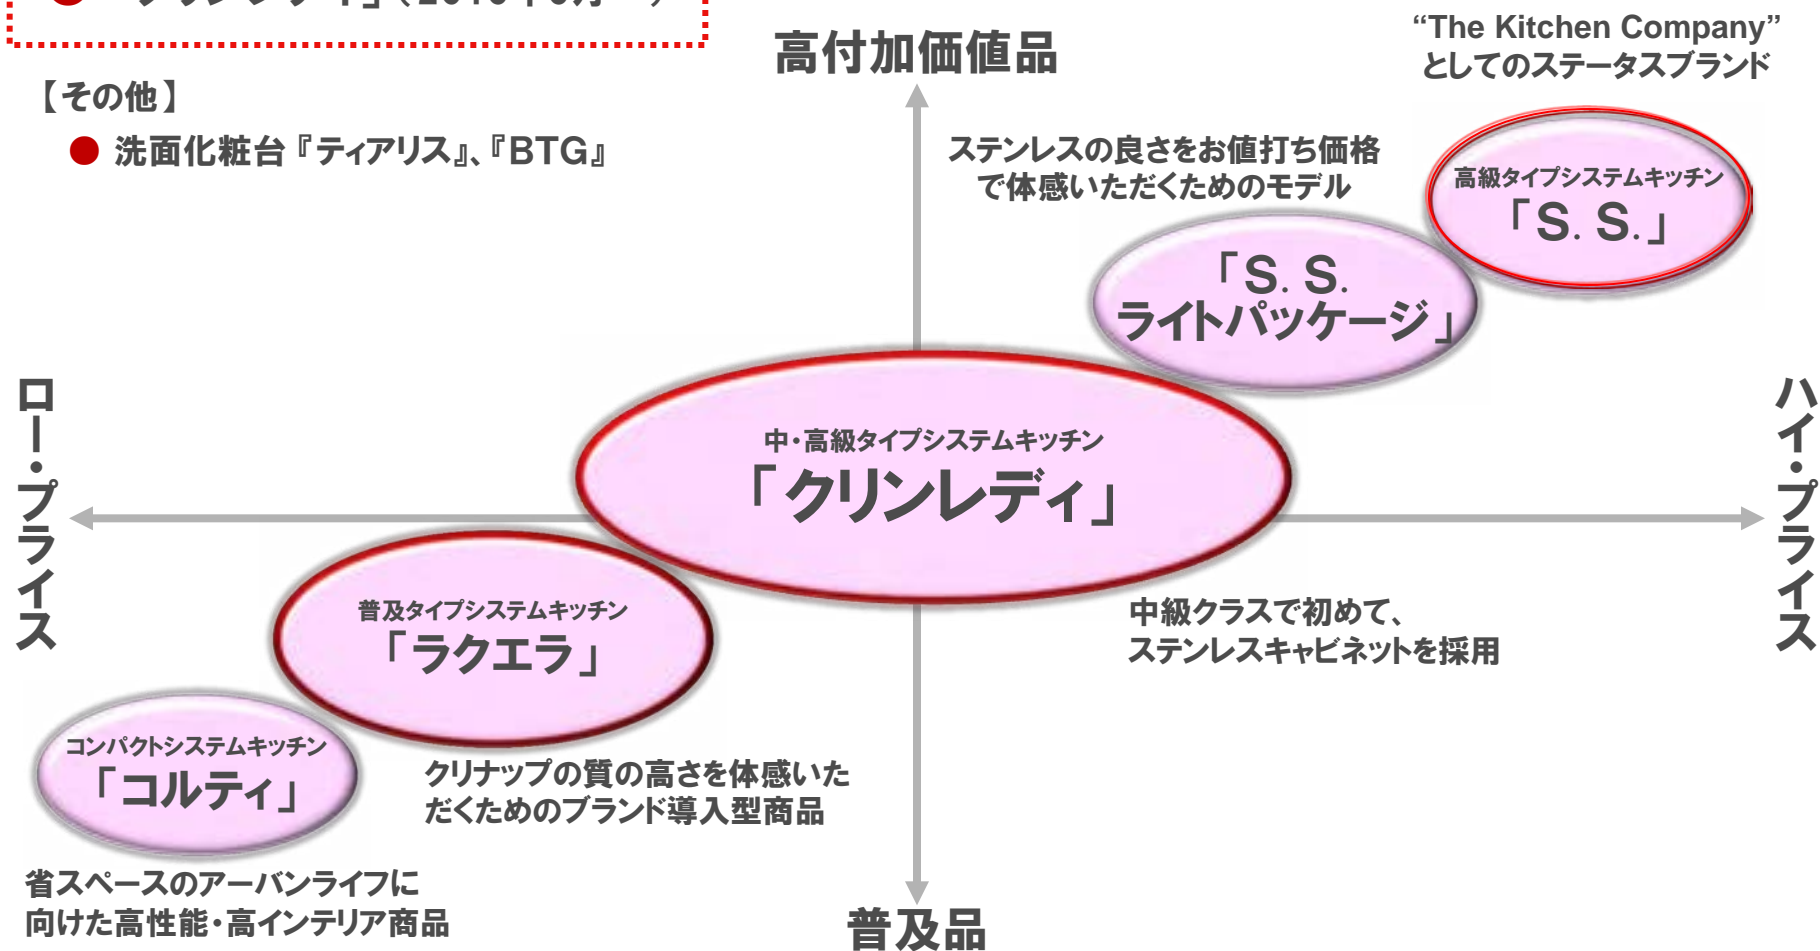 【その他】
● 洗面化粧台『ティアリス』、『BTG』
高付加価値品
“The Kitchen Company”
としてのステータスブランド
ステンレスの良さをお値打ち価格
で体感いただくためのモデル
高級タイプシステムキッチン
「S．S．」
「S．S．
ライトパッケージ」
ロー・プライス
ハイ・プライス
中・高級タイプシステムキッチン
「クリンレディ」
普及タイプシステムキッチン
「ラクエラ」
中級クラスで初めて、
ステンレスキャビネットを採用
コンパクトシステムキッチン
「コルティ」
クリナップの質の高さを体感いた
だくためのブランド導入型商品
省スペースのアーバンライフに
向けた高性能・高インテリア商品
普及品